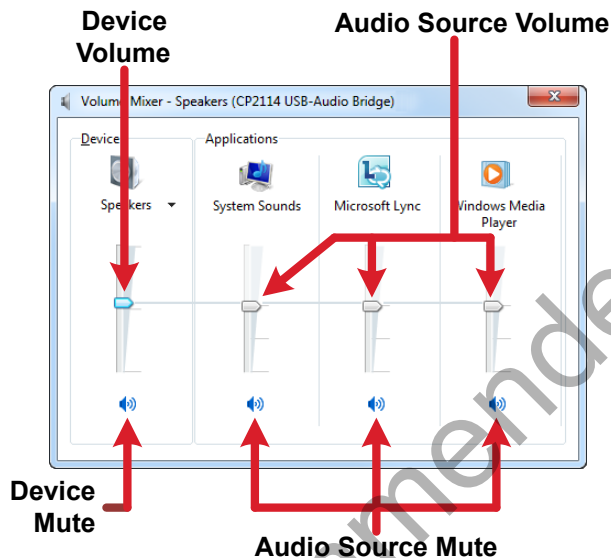 Device
Volume
Audio Source Volume
Volume Mixer - Speakers (CP2114 USB-Audio Bridge)
Device
Applications
Speakers
System Sounds
Microsoft Lync
Windows Media
Player
Device
Mute
Audio Source Mute